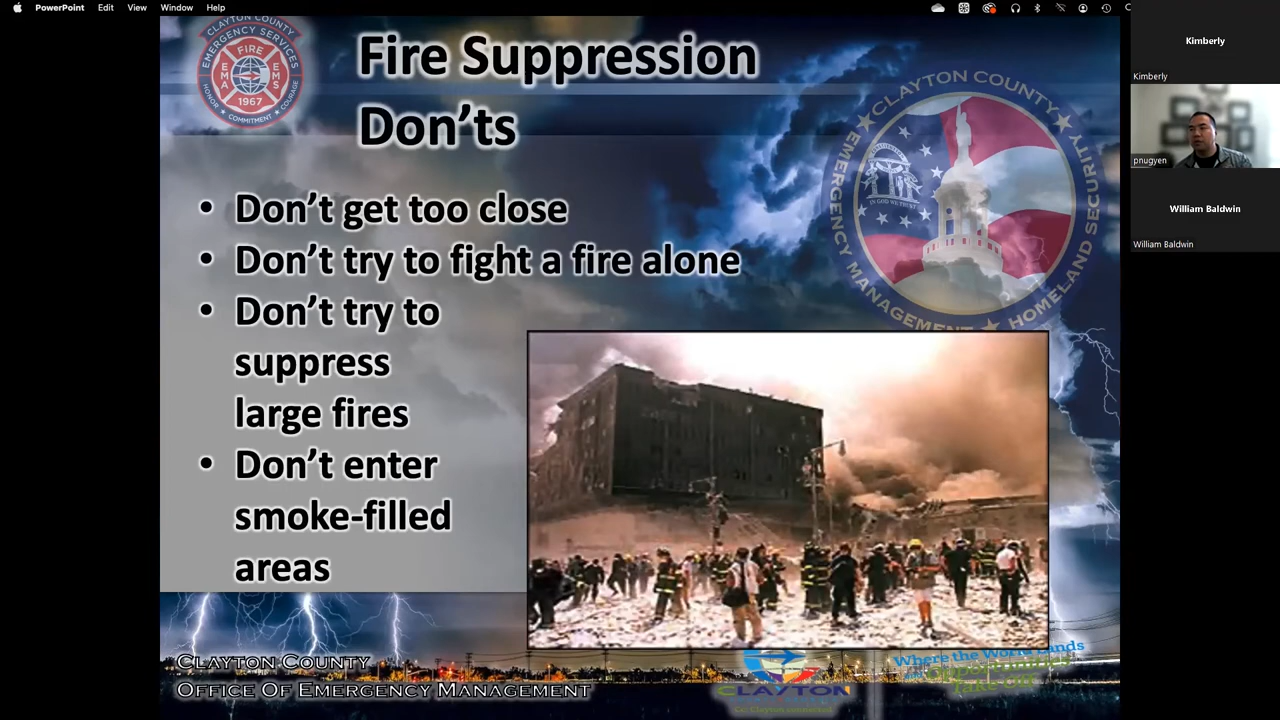 PowerPoint Edit View Window Help
CLAYTON COUNTY
EMERGENCY SERVICES
FIRE
EMA
EMS
1967
HONOR ★ COMMITMENT ★ COURAGE
Fire Suppression
Don’ts
CLAYTON COUNTY
EMERGENCY MANAGEMENT ★ HOMELAND SECURITY
IN GOD WE TRUST
• Don’t get too close
• Don’t try to fight a fire alone
• Don’t try to
suppress
large fires
• Don’t enter
smoke-filled
areas
CLAYTON COUNTY
OFFICE OF EMERGENCY MANAGEMENT
CLAYTON
Where the World Lands
Opportunities
Take Off
Kimberly
Kimberly
pnugyen
William Baldwin
William Baldwin